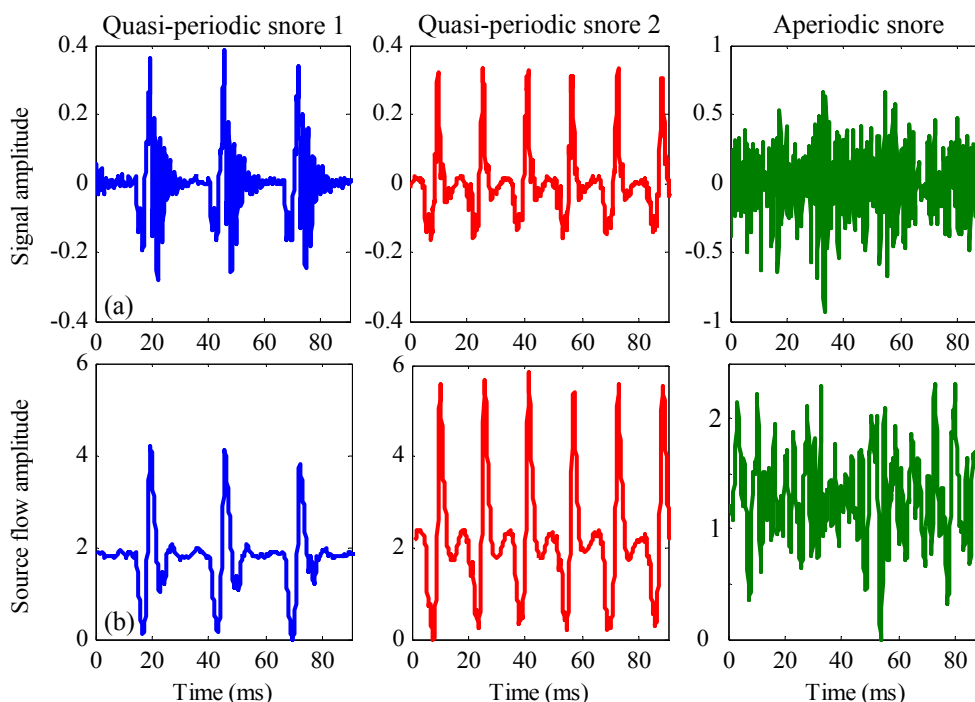 Quasi-periodic snore 1 Quasi-periodic snore 2 Aperiodic snore
Signal amplitude
0.4 0.4 1
0.2 0.2 0.5
0 0 0
-0.2 -0.2 -0.5
-0.4 -0.4 -1
(a)
0 20 40 60 80 0 20 40 60 80 0 20 40 60 80
Source flow amplitude
6 6
4 4 2
2 2 1
0 0 0
(b)
0 20 40 60 80 0 20 40 60 80 0 20 40 60 80
Time (ms) Time (ms) Time (ms)